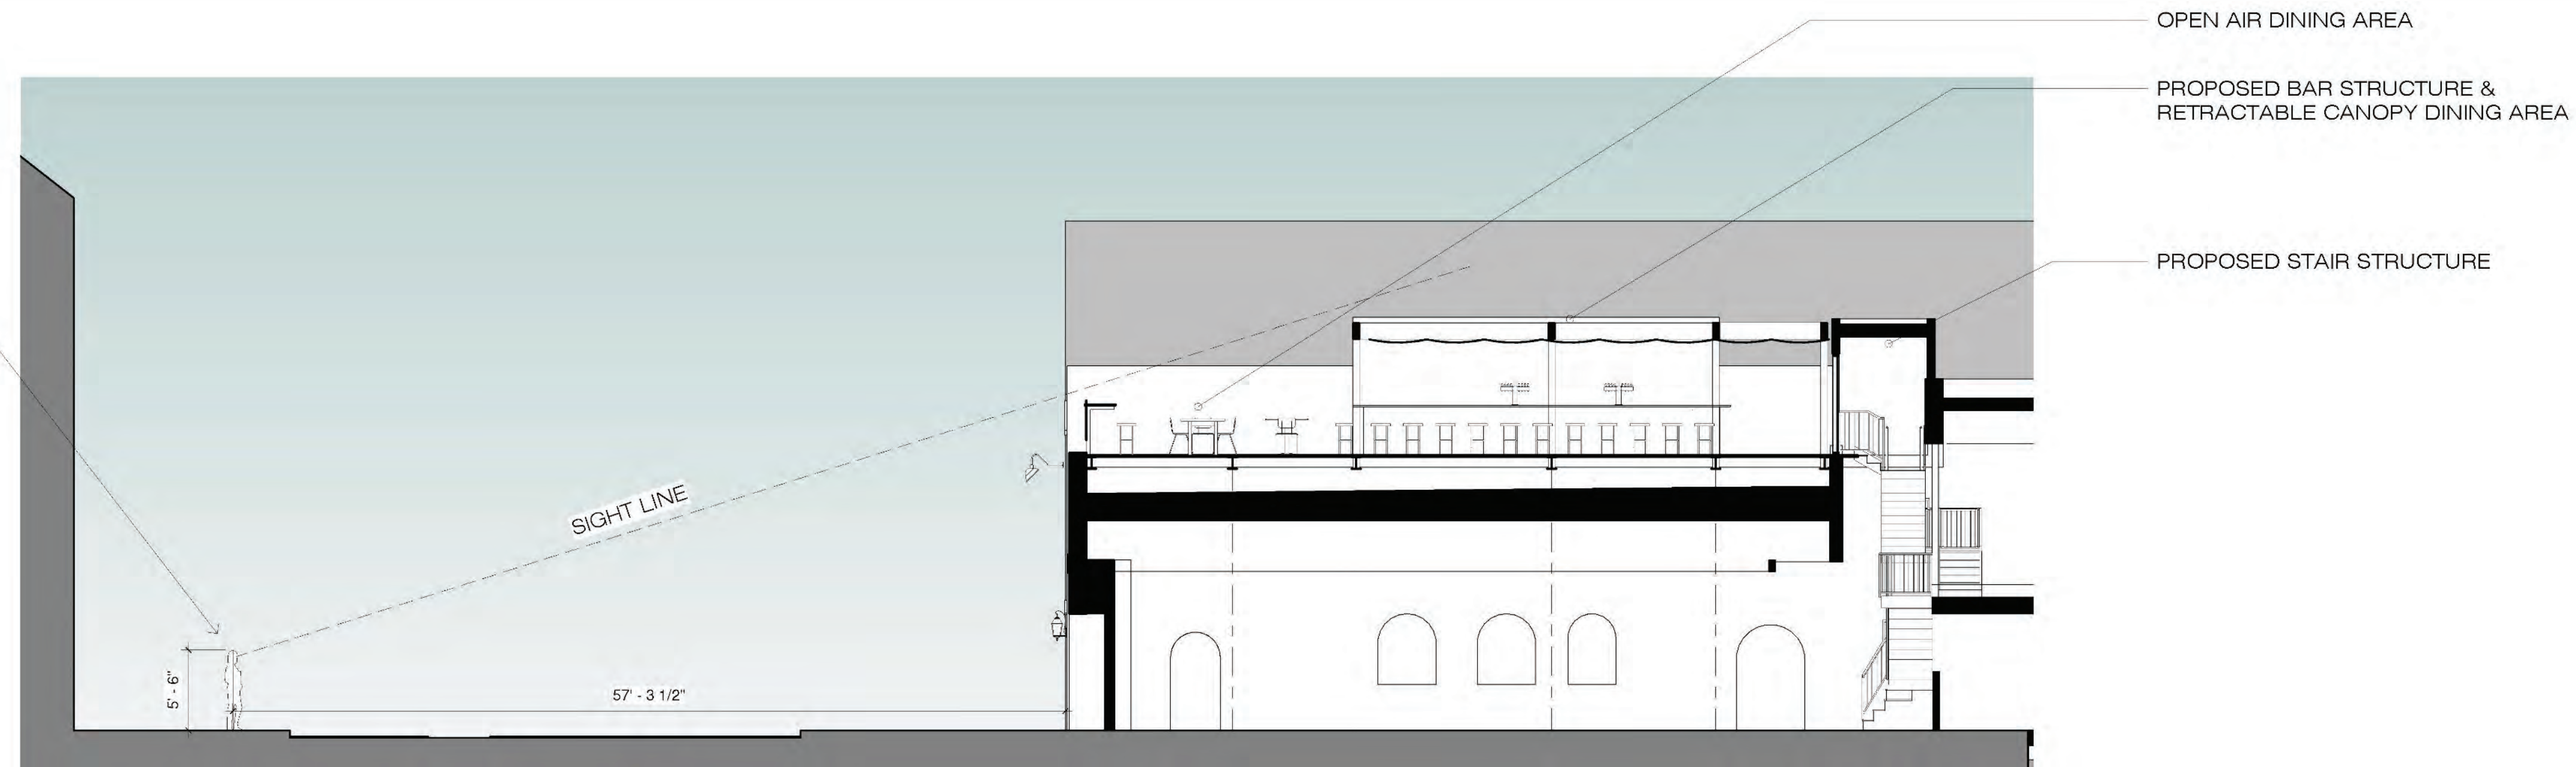 OPEN AIR DINING AREA
PROPOSED BAR STRUCTURE &
RETRACTABLE CANOPY DINING AREA
PROPOSED STAIR STRUCTURE
SIGHT LINE
5' - 6"
57' - 3 1/2"